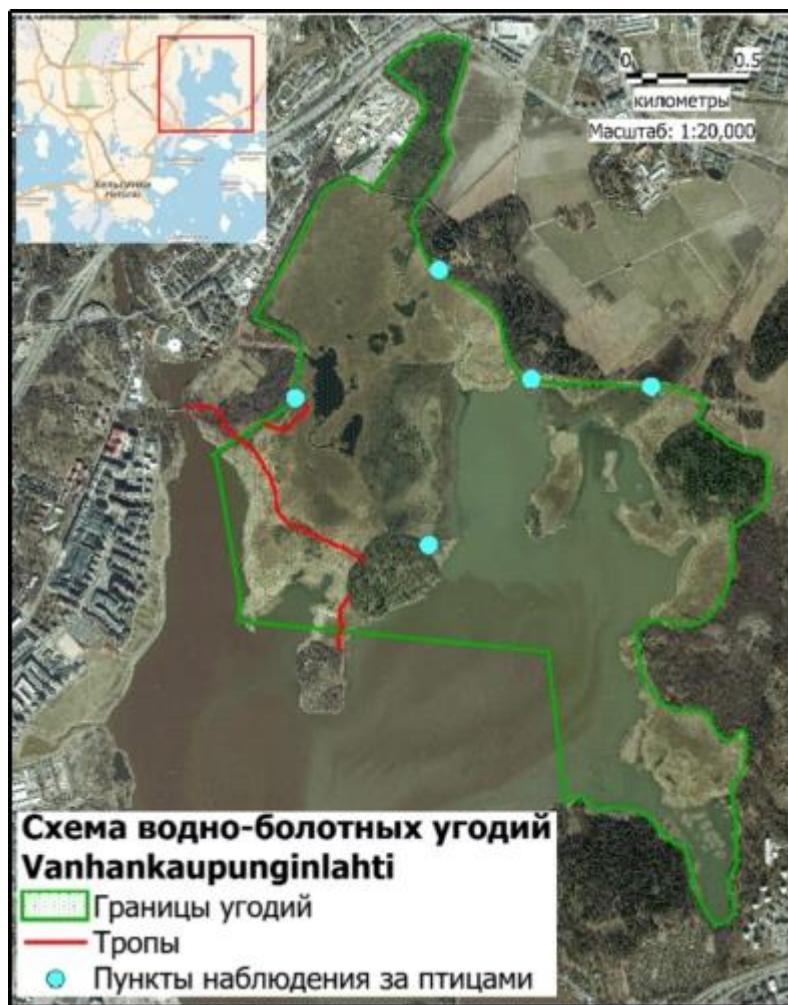 Хельсинки
Helsinki
0 0.5
километры
Масштаб: 1:20,000
Схема водно-болотных угодий
Vanhankaupunginlahti
Границы угодий
Тропы
Пункты наблюдения за птицами